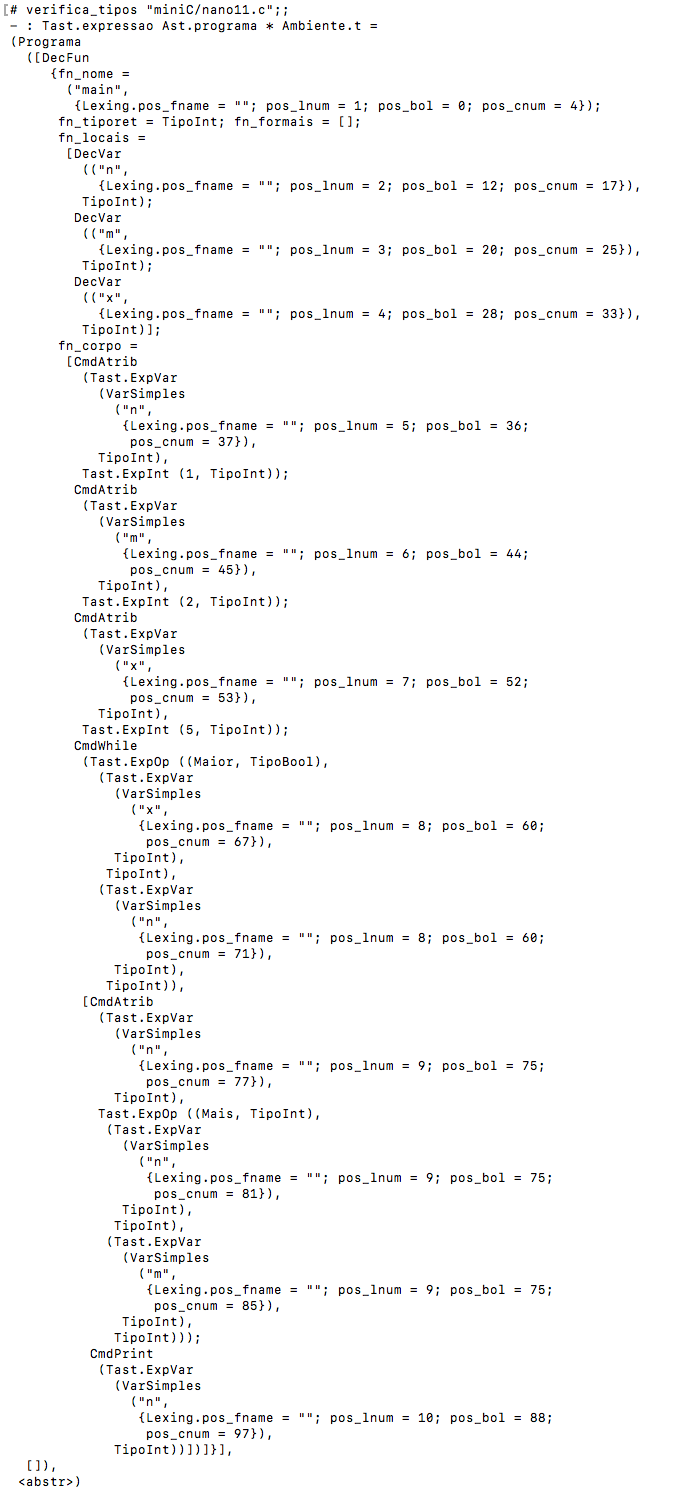 [# verifica_tipos "miniC/nano11.c";;
- : Tast.expressao Ast.programa * Ambiente.t =
(Programa
([DecFun
{fn_nome =
("main",
{Lexing.pos_fname = ""; pos_lnum = 1; pos_bol = 0; pos_cnum = 4});
fn_tiporet = TipoInt; fn_formais = [];
fn_locais =
[DecVar
(("n",
{Lexing.pos_fname = ""; pos_lnum = 2; pos_bol = 12; pos_cnum = 17}),
TipoInt);
DecVar
(("m",
{Lexing.pos_fname = ""; pos_lnum = 3; pos_bol = 20; pos_cnum = 25}),
TipoInt);
DecVar
(("x",
{Lexing.pos_fname = ""; pos_lnum = 4; pos_bol = 28; pos_cnum = 33}),
TipoInt)];
fn_corpo =
[CmdAtrib
(Tast.ExpVar
(VarSimples
("n",
{Lexing.pos_fname = ""; pos_lnum = 5; pos_bol = 36;
pos_cnum = 37}),
TipoInt),
Tast.ExpInt (1, TipoInt));
CmdAtrib
(Tast.ExpVar
(VarSimples
("m",
{Lexing.pos_fname = ""; pos_lnum = 6; pos_bol = 44;
pos_cnum = 45}),
TipoInt),
Tast.ExpInt (2, TipoInt));
CmdAtrib
(Tast.ExpVar
(VarSimples
("x",
{Lexing.pos_fname = ""; pos_lnum = 7; pos_bol = 52;
pos_cnum = 53}),
TipoInt),
Tast.ExpInt (5, TipoInt));
CmdWhile
(Tast.ExpOp ((Maior, TipoBool),
(Tast.ExpVar
(VarSimples
("x",
{Lexing.pos_fname = ""; pos_lnum = 8; pos_bol = 60;
pos_cnum = 67}),
TipoInt),
TipoInt),
(Tast.ExpVar
(VarSimples
("n",
{Lexing.pos_fname = ""; pos_lnum = 8; pos_bol = 60;
pos_cnum = 71}),
TipoInt),
TipoInt)),
[CmdAtrib
(Tast.ExpVar
(VarSimples
("n",
{Lexing.pos_fname = ""; pos_lnum = 9; pos_bol = 75;
pos_cnum = 77}),
TipoInt),
Tast.ExpOp ((Mais, TipoInt),
(Tast.ExpVar
(VarSimples
("n",
{Lexing.pos_fname = ""; pos_lnum = 9; pos_bol = 75;
pos_cnum = 81}),
TipoInt),
TipoInt),
(Tast.ExpVar
(VarSimples
("m",
{Lexing.pos_fname = ""; pos_lnum = 9; pos_bol = 75;
pos_cnum = 85}),
TipoInt),
TipoInt)));
CmdPrint
(Tast.ExpVar
(VarSimples
("n",
{Lexing.pos_fname = ""; pos_lnum = 10; pos_bol = 88;
pos_cnum = 97}),
TipoInt))])]}],
[]),
<abstr>)